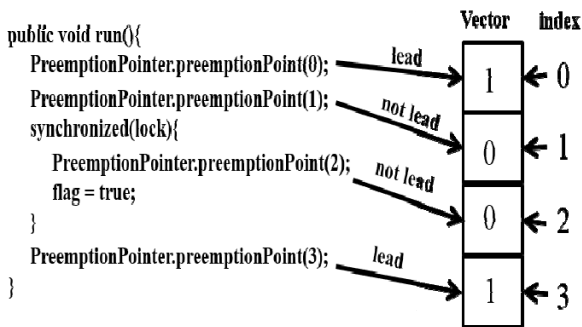 public void run(){
PreemptionPointer.preemptionPoint(0);
PreemptionPointer.preemptionPoint(1);
synchronized(lock){
PreemptionPointer.preemptionPoint(2);
flag = true;
}
PreemptionPointer.preemptionPoint(3);
}
lead
not lead
not lead
lead
Vector index
1 0
0 1
0 2
1 3